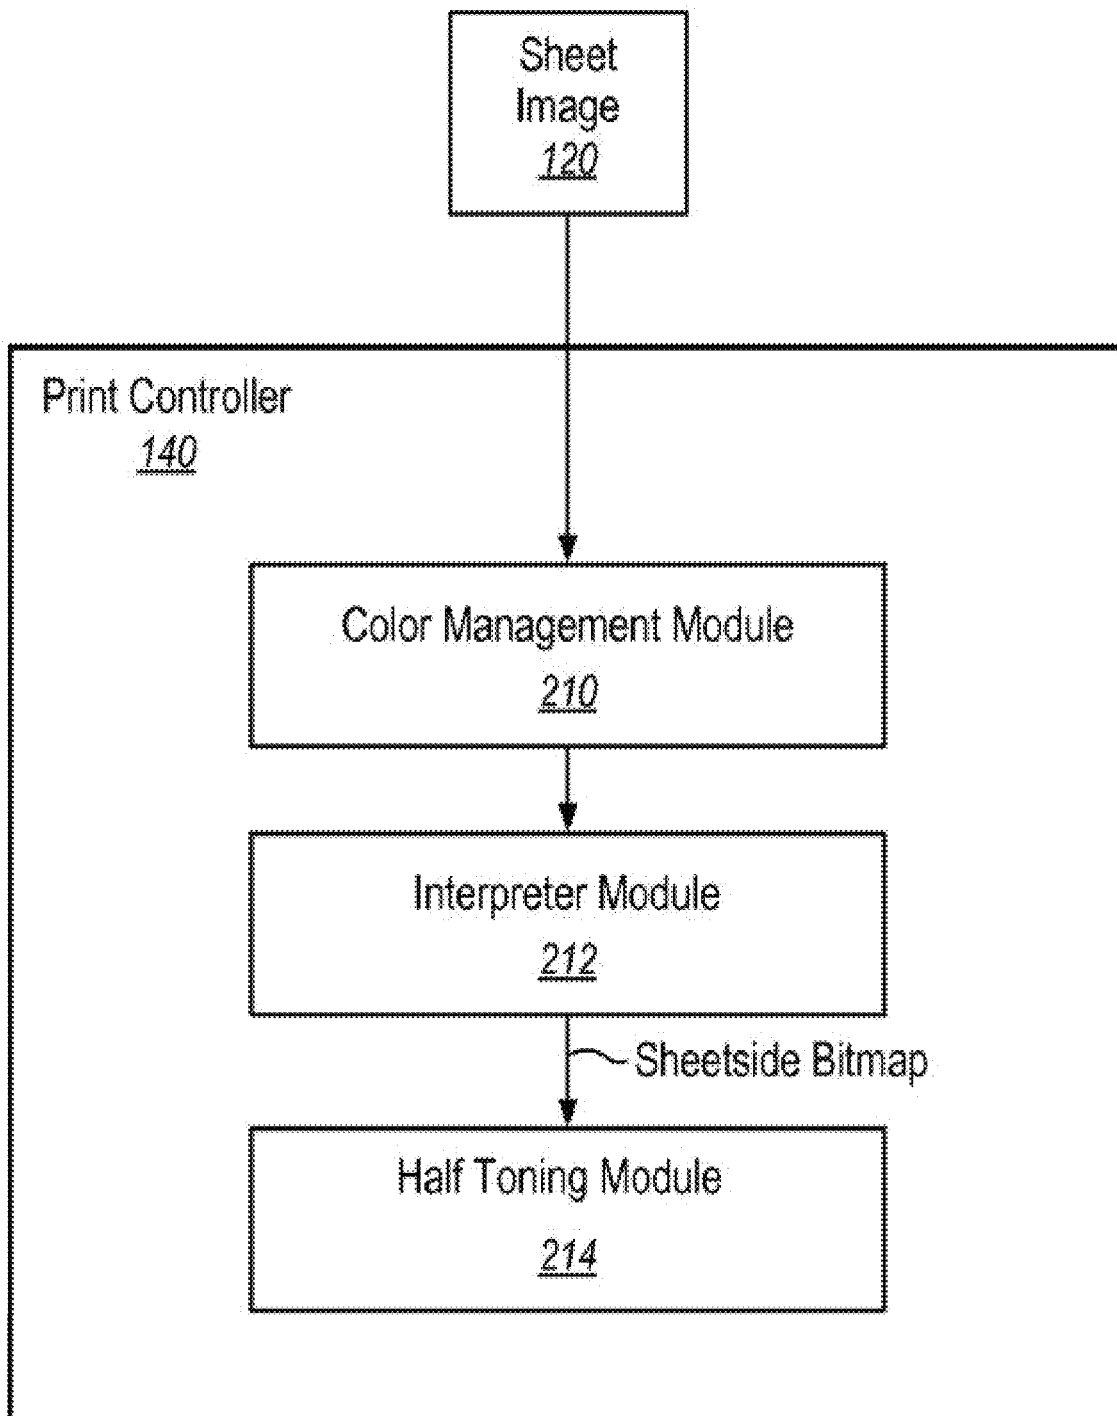 Sheet
Image
120
Print Controller
140
Color Management Module
210
Interpreter Module
212
Sheetside Bitmap
Half Toning Module
214